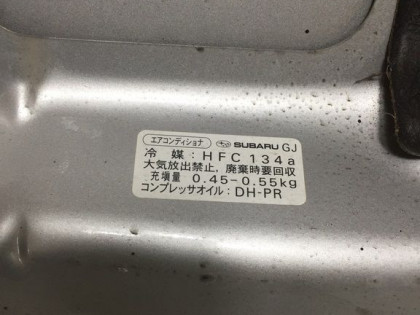 エアコンディショナ SUBARU GJ
冷 媒:HFC134a
大気放出禁止,廃棄時要回収
充塡量 0.45-0.55kg
コンプレッサオイル:DH-PR